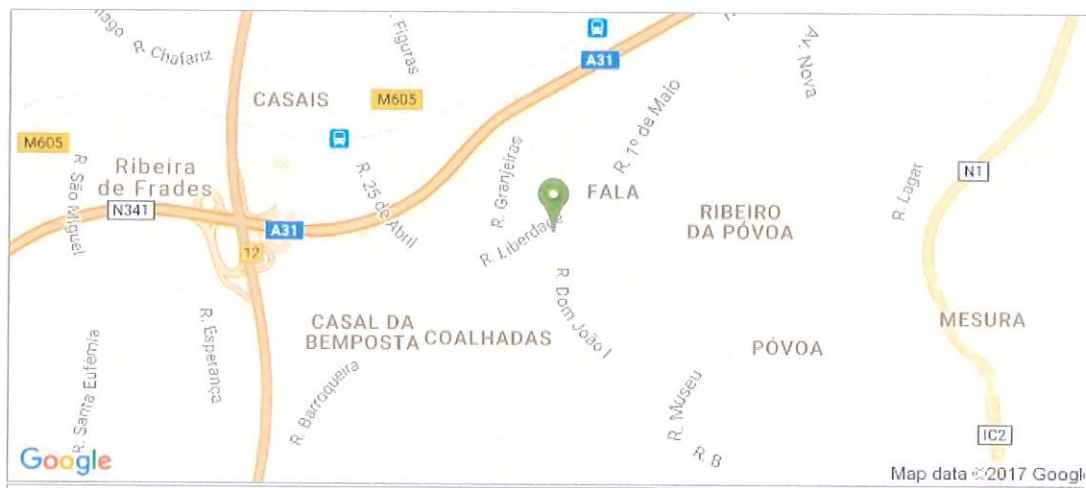 R. Chafariz
R. Figuras
A31
Av. Nova
CASAIS
M605
M605
R. 1º de Maio
Ribeira
de Frades
R. São Miguel
N341
A31
12
R. 25 de Abril
R. Granjeiras
R. Liberdade
FALA
RIBEIRO
DA PÓVOA
R. Lagar
N1
R. Dom João I
R. Santa Eufémia
R. Esperança
CASAL DA
BEMPOSTA
COALHADAS
R. Barroqueira
PÓVOA
MESURA
R. Museu
R. B
IC2
Google
Map data ©2017 Google